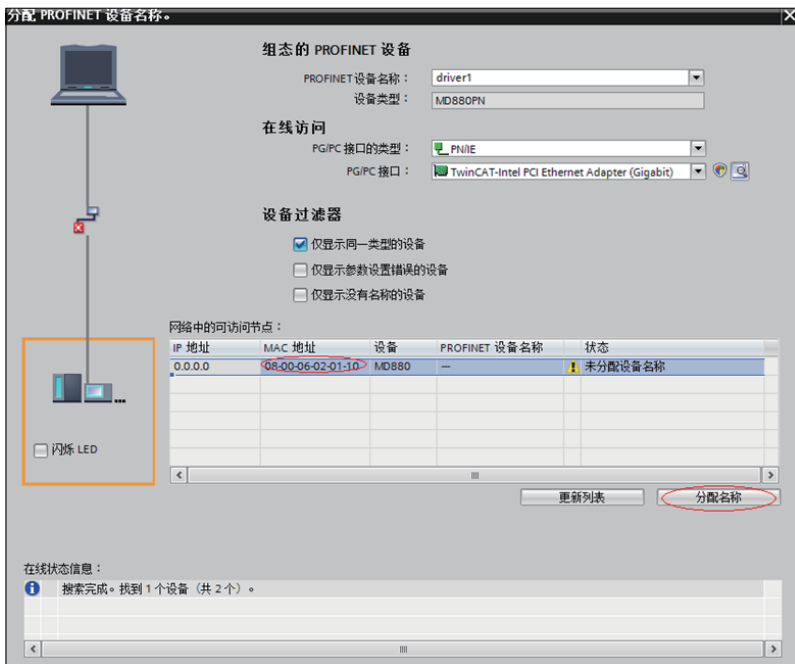 分配 PROFINET 设备名称。
组态的 PROFINET 设备
PROFINET设备名称： driver1
设备类型： MD880PN
在线访问
PG/PC 接口的类型： PN/IE
PG/PC 接口： TwinCAT-Intel PCI Ethernet Adapter (Gigabit)
设备过滤器
仅显示同一类型的设备
仅显示参数设置错误的设备
仅显示没有名称的设备
网络中的可访问节点：
IP 地址 MAC 地址 设备 PROFINET 设备名称 状态
0.0.0.0 08-00-06-02-01-10 MD880 — 未分配设备名称
闪烁 LED
更新列表 分配名称
在线状态信息：
搜索完成。找到 1 个设备（共 2 个）。